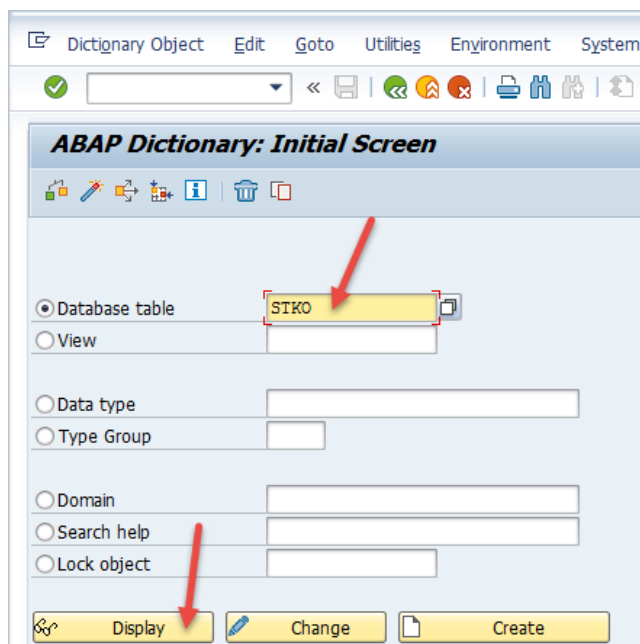 Dictionary Object Edit Goto Utilities Environment System
ABAP Dictionary: Initial Screen
Database table STKO
View
Data type
Type Group
Domain
Search help
Lock object
Display Change Create